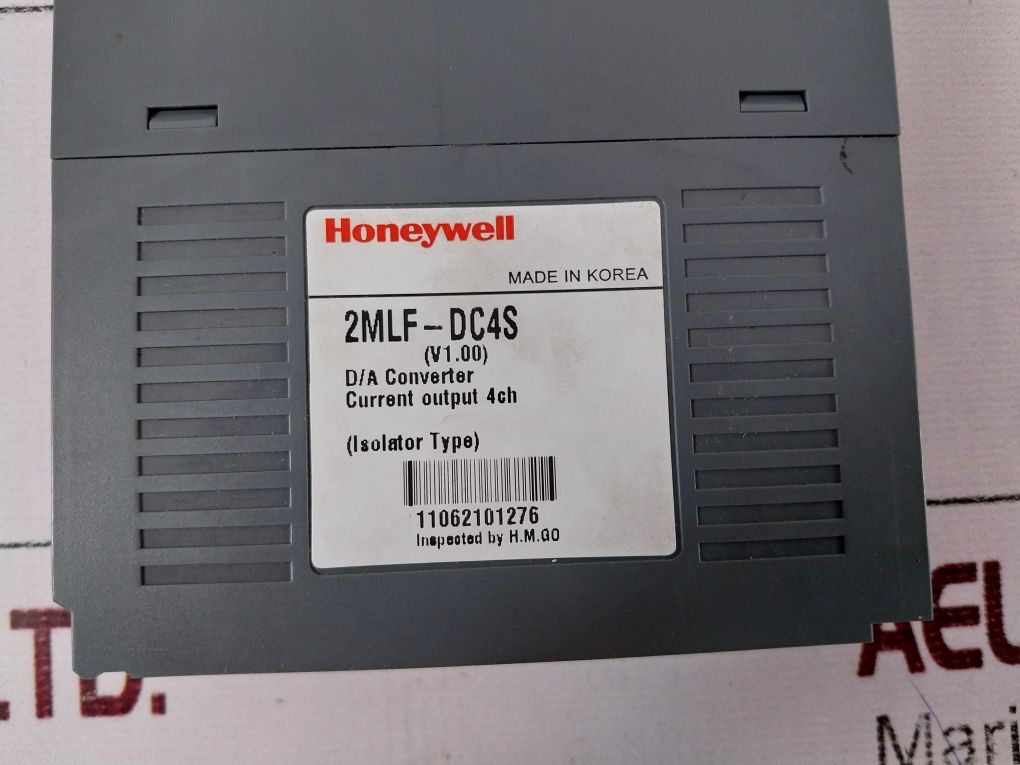 Honeywell
MADE IN KOREA
2MLF-DC4S
(V1.00)
D/A Converter
Current output 4ch
(Isolator Type)
11062101276
Inspected by H.M.GO
LTD.
AEL
Mari